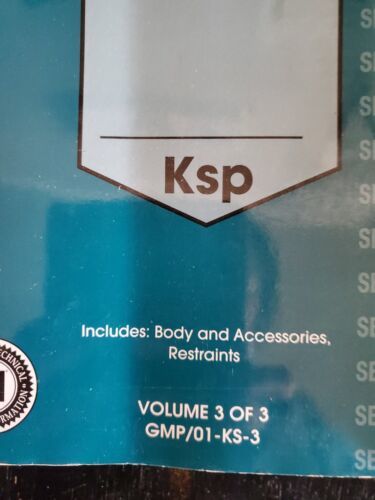 Ksp
Includes: Body and Accessories,
Restraints
VOLUME 3 OF 3
GMP/01-KS-3